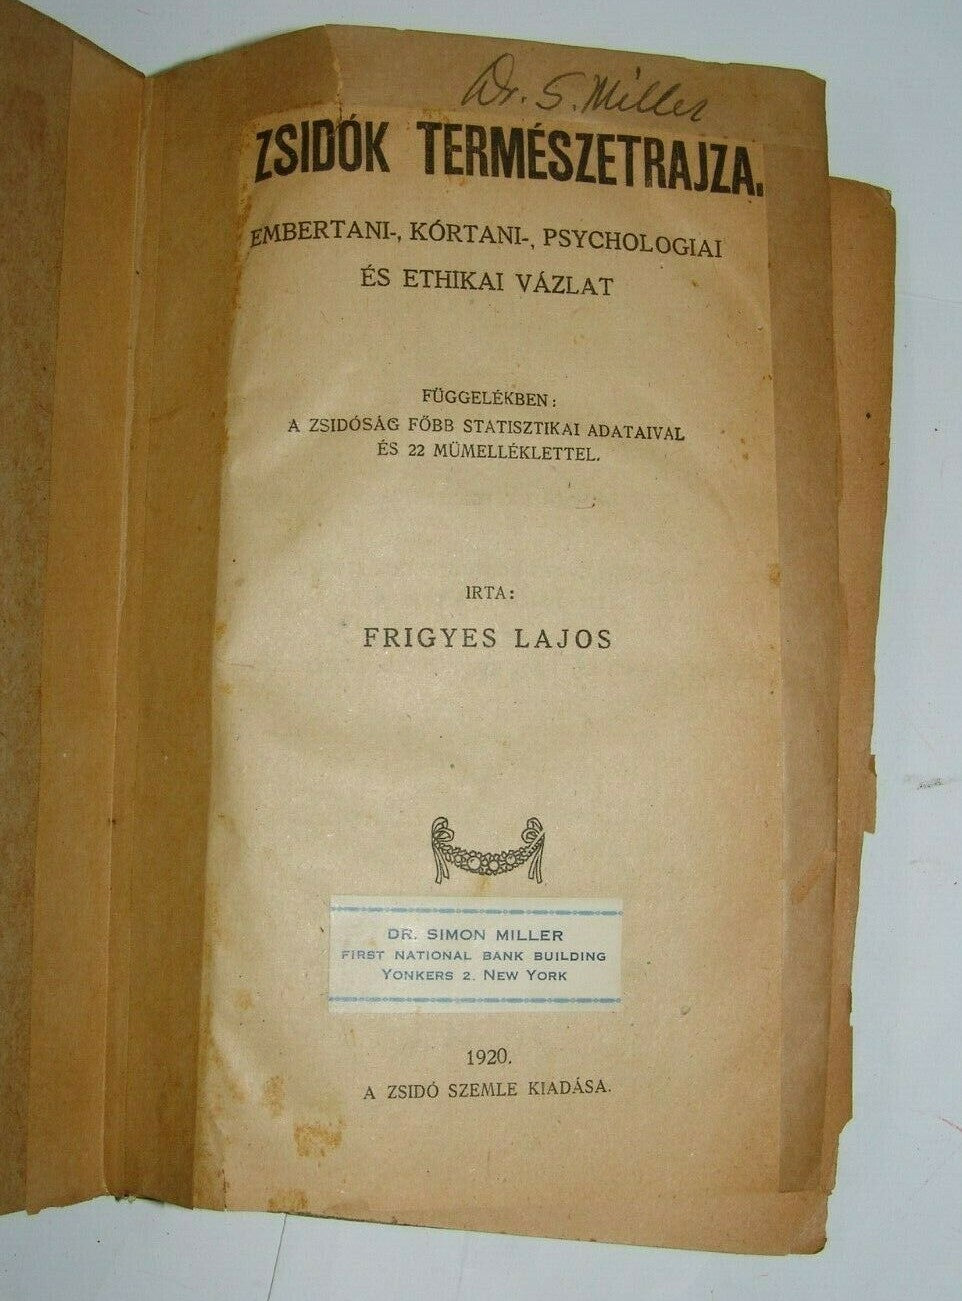 Dr. S. Miller
ZSIDÓK TERMÉSZETRAJZA.
EMBERTANI-, KÓRTANI-, PSYCHOLOGIAI
ÉS ETHIKAI VÁZLAT
FÜGGELÉKBEN:
A ZSIDÓSÁG FŐBB STATISZTIKAI ADATAIVAL
ÉS 22 MŰMELLÉKLETTEL.
IRTA:
FRIGYES LAJOS
DR. SIMON MILLER
FIRST NATIONAL BANK BUILDING
YONKERS 2. NEW YORK
1920.
A ZSIDÓ SZEMLE KIADÁSA.